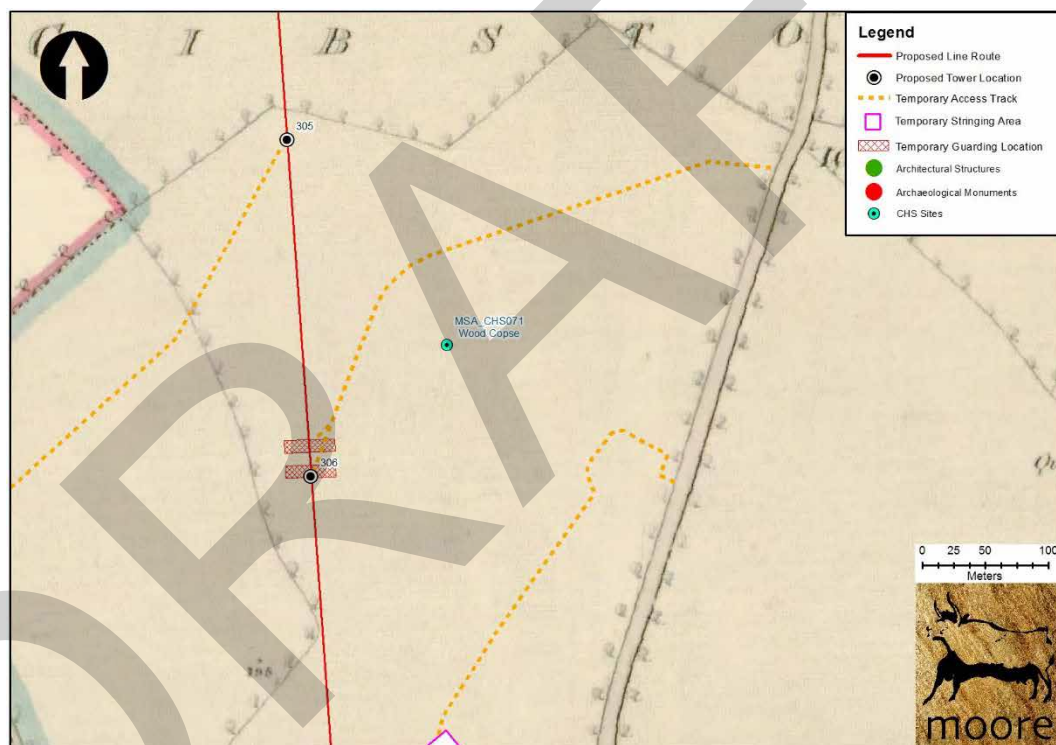 G I B S T O
Legend
Proposed Line Route
Proposed Tower Location
Temporary Access Track
Temporary Stringing Area
Temporary Guarding Location
Architectural Structures
Archaeological Monuments
CHS Sites
305
MSA_CHS071
Wood Copse
306
198
0 25 50 100
Meters
moore
DRAFT